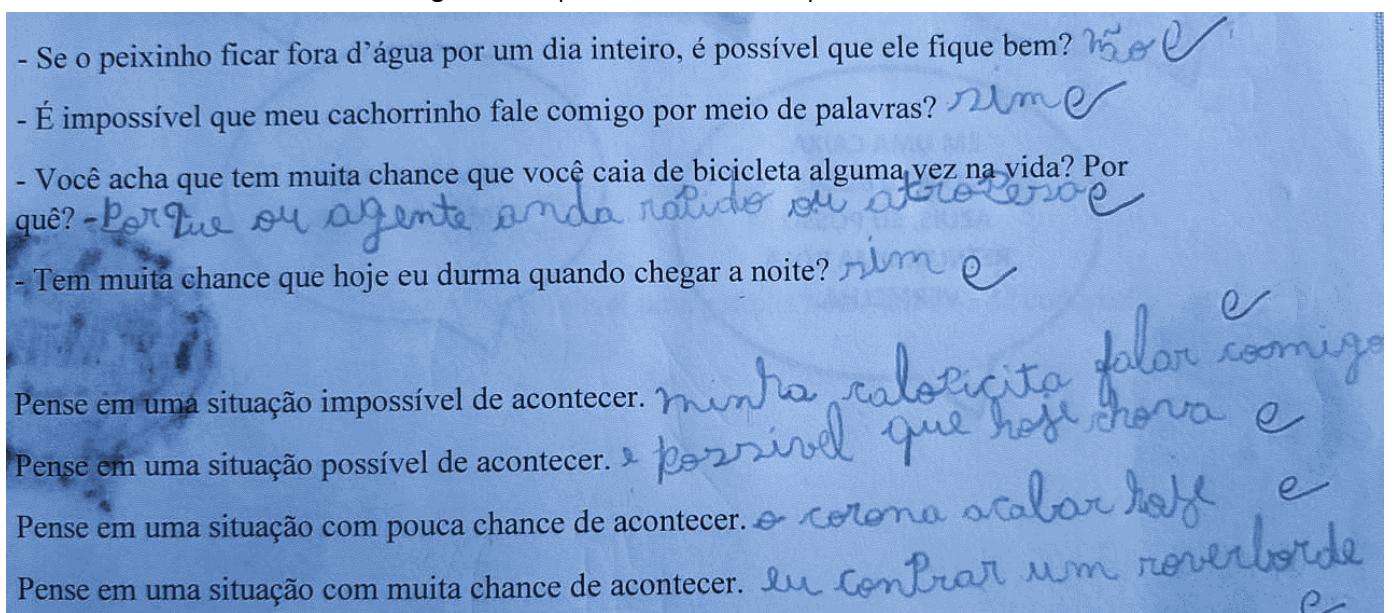 - Se o peixinho ficar fora d'água por um dia inteiro, é possível que ele fique bem? não C
- É impossível que meu cachorrinho fale comigo por meio de palavras? sim C
- Você acha que tem muita chance que você caia de bicicleta alguma vez na vida? Por
quê? - Porque ou agente anda rapido ou C
- Tem muita chance que hoje eu durma quando chegar a noite? sim C
Pense em uma situação impossível de acontecer. minha falar comigo C
Pense em uma situação possível de acontecer. e possivel que hoje chova C
Pense em uma situação com pouca chance de acontecer. o corona acabar hoje C
Pense em uma situação com muita chance de acontecer. eu comprar um roverborde C